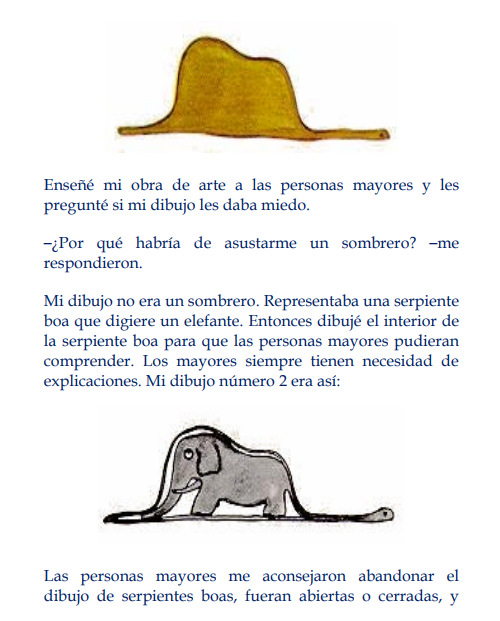 Enseñé mi obra de arte a las personas mayores y les
pregunté si mi dibujo les daba miedo.
–¿Por qué habría de asustarme un sombrero? –me
respondieron.
Mi dibujo no era un sombrero. Representaba una serpiente
boa que digiere un elefante. Entonces dibujé el interior de
la serpiente boa para que las personas mayores pudieran
comprender. Los mayores siempre tienen necesidad de
explicaciones. Mi dibujo número 2 era así:
Las personas mayores me aconsejaron abandonar el
dibujo de serpientes boas, fueran abiertas o cerradas, y